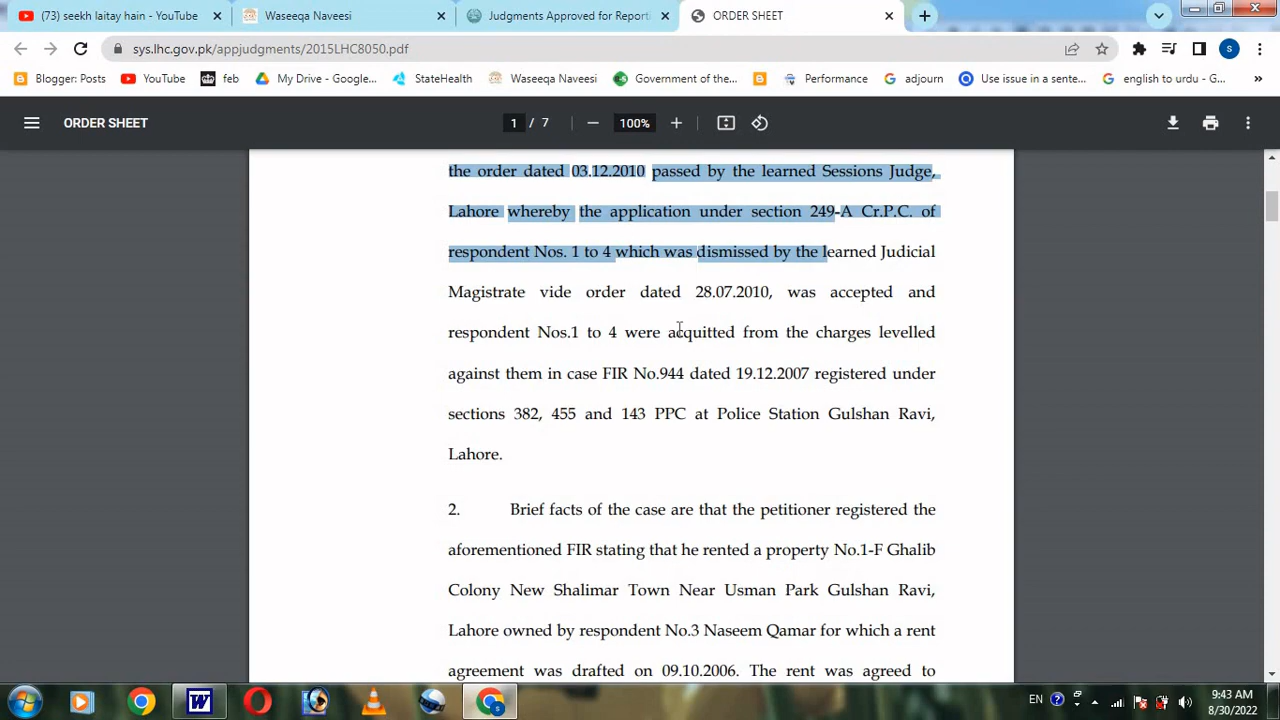 (73) seekh laitay hain - YouTube
Waseeqa Naveesi
Judgments Approved for Report
ORDER SHEET
sys.lhc.gov.pk/appjudgments/2015LHC8050.pdf
S
Blogger: Posts
YouTube
feb
My Drive - Google...
StateHealth
Waseeqa Naveesi
Government of the...
Performance
adjourn
Use issue in a sente...
english to urdu - G...
»
ORDER SHEET
1 / 7
100%
the order dated 03.12.2010 passed by the learned Sessions Judge,
Lahore whereby the application under section 249-A Cr.P.C. of
respondent Nos. 1 to 4 which was dismissed by the learned Judicial
Magistrate vide order dated 28.07.2010, was accepted and
respondent Nos.1 to 4 were acquitted from the charges levelled
against them in case FIR No.944 dated 19.12.2007 registered under
sections 382, 455 and 143 PPC at Police Station Gulshan Ravi,
Lahore.
2. Brief facts of the case are that the petitioner registered the
aforementioned FIR stating that he rented a property No.1-F Ghalib
Colony New Shalimar Town Near Usman Park Gulshan Ravi,
Lahore owned by respondent No.3 Naseem Qamar for which a rent
agreement was drafted on 09.10.2006. The rent was agreed to
EN
9:43 AM
8/30/2022